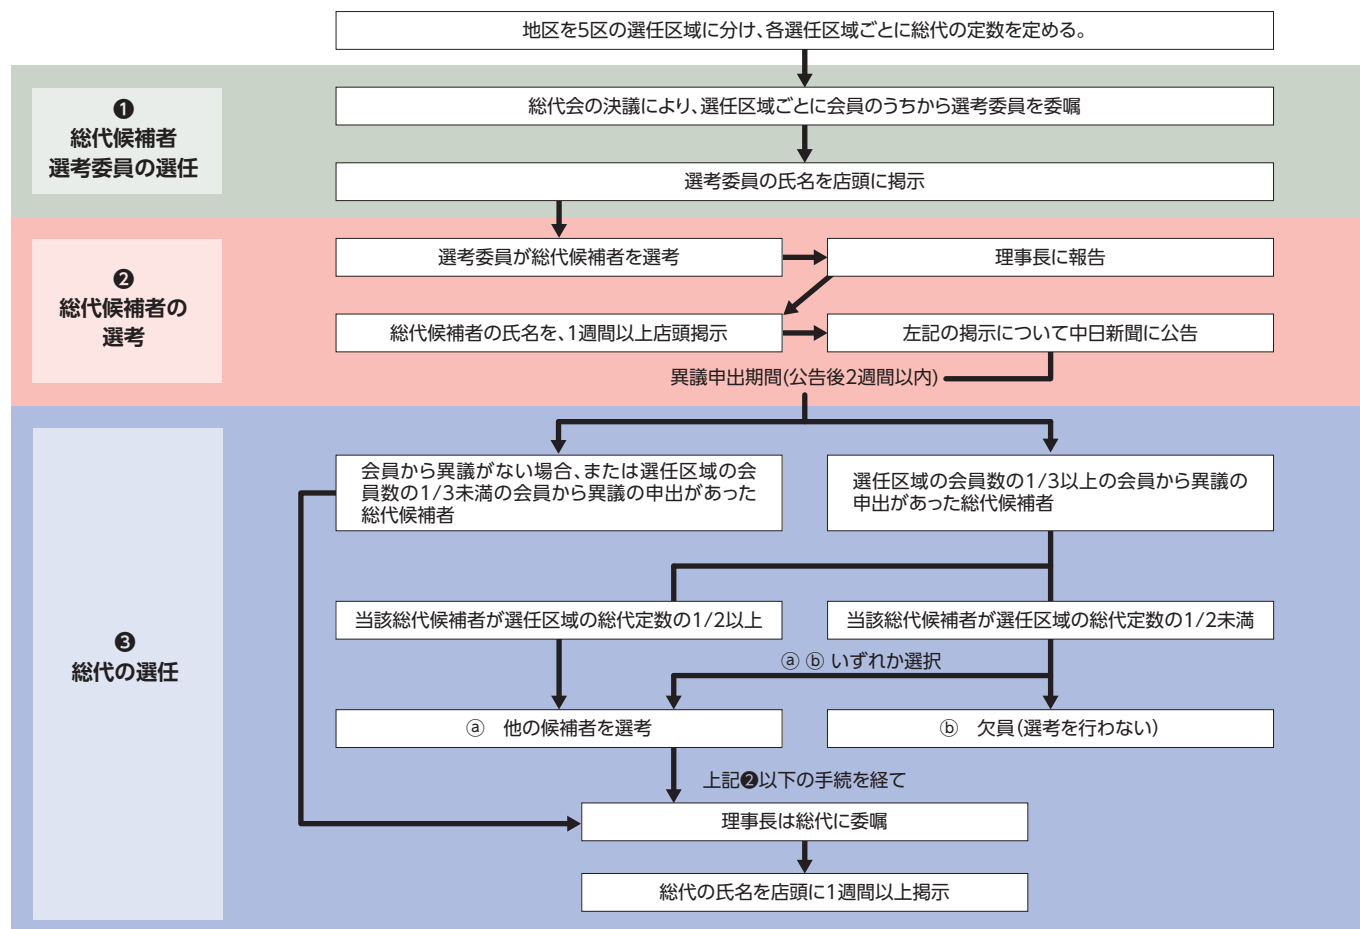 地区を5区の選任区域に分け、各選任区域ごとに総代の定数を定める。
❶
総代候補者
選考委員の選任
総代会の決議により、選任区域ごとに会員のうちから選考委員を委嘱
選考委員の氏名を店頭に掲示
❷
総代候補者の
選考
選考委員が総代候補者を選考
理事長に報告
総代候補者の氏名を、1週間以上店頭掲示
左記の掲示について中日新聞に公告
異議申出期間(公告後2週間以内)
❸
総代の選任
会員から異議がない場合、または選任区域の会
員数の1/3未満の会員から異議の申出があった
総代候補者
選任区域の会員数の1/3以上の会員から異議の
申出があった総代候補者
当該総代候補者が選任区域の総代定数の1/2以上
当該総代候補者が選任区域の総代定数の1/2未満
ⓐ ⓑ いずれか選択
ⓐ 他の候補者を選考
ⓑ 欠員(選考を行わない)
上記❷以下の手続を経て
理事長は総代に委嘱
総代の氏名を店頭に1週間以上掲示